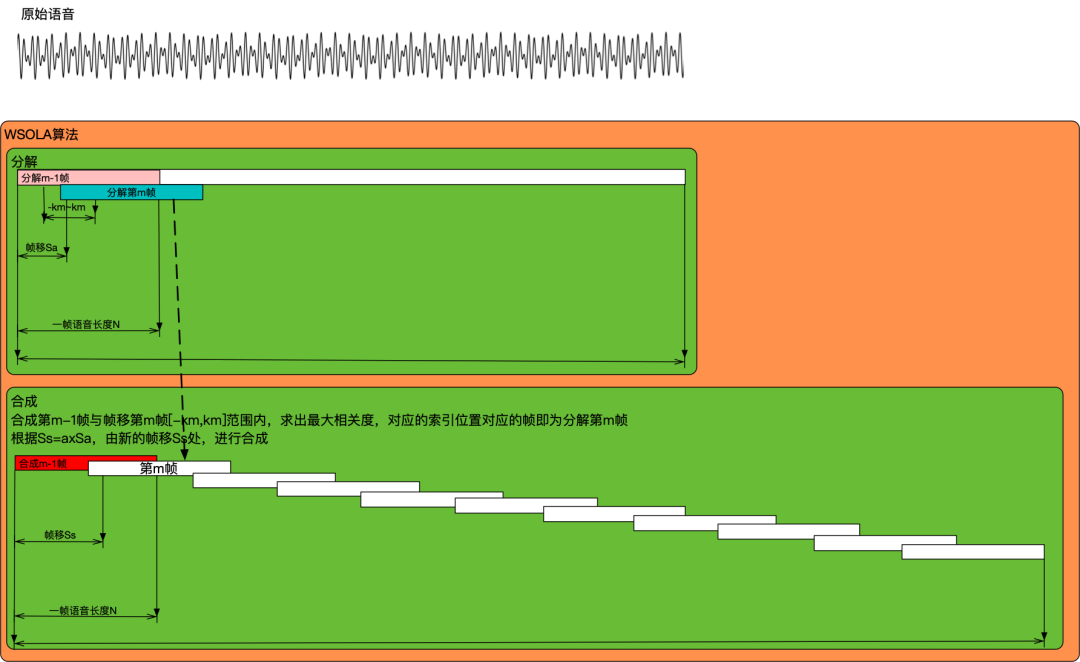 原始语音
WSOLA算法
分解
分解m-1帧
分解第m帧
-km~km
帧移Sa
一帧语音长度N
合成
合成第m-1帧与帧移第m帧[-km,km]范围内，求出最大相关度，对应的索引位置对应的帧即为分解第m帧
根据Ss=axSa，由新的帧移Ss处，进行合成
合成m-1帧
第m帧
帧移Ss
一帧语音长度N